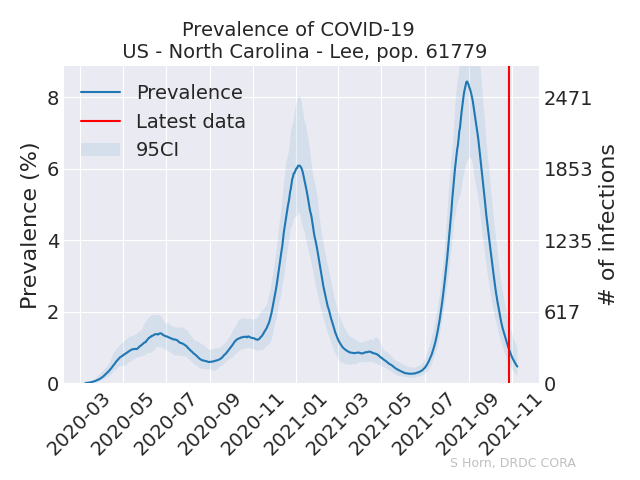 Prevalence of COVID-19
US - North Carolina - Lee, pop. 61779
Prevalence
Latest data
95CI
Prevalence (%)
8
6
4
2
0
2471
1853
1235
617
0
# of infections
2020-03
2020-05
2020-07
2020-09
2020-11
2021-01
2021-03
2021-05
2021-07
2021-09
2021-11
S Horn, DRDC CORA